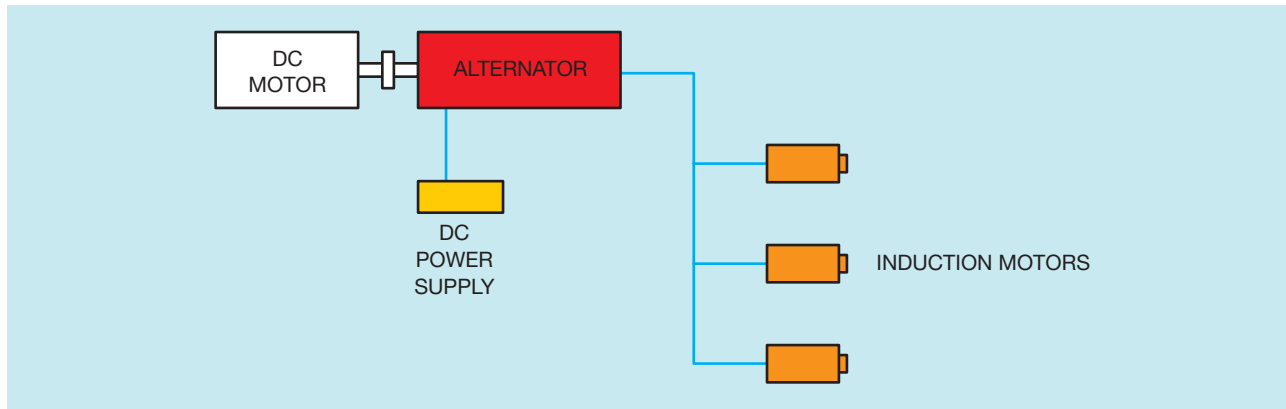 DC
MOTOR
ALTERNATOR
DC
POWER
SUPPLY
INDUCTION MOTORS